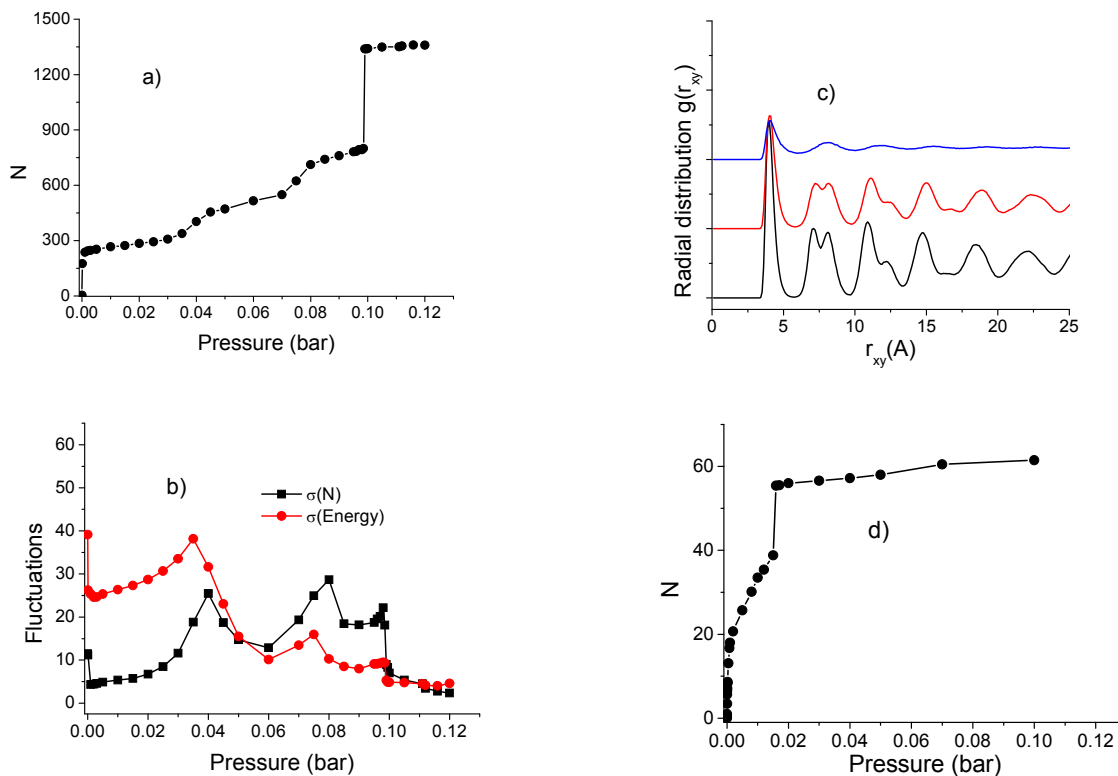 1500
1200
900
600
300
0
N
a)
0.00 0.02 0.04 0.06 0.08 0.10 0.12
Pressure (bar)
Radial distribution g(r_xy)
c)
0 5 10 15 20 25
r_xy(A)
60
50
40
30
20
10
0
Fluctuations
b)
σ(N)
σ(Energy)
0.00 0.02 0.04 0.06 0.08 0.10 0.12
Pressure (bar)
60
40
20
0
N
d)
0.00 0.02 0.04 0.06 0.08 0.10 0.12
Pressure (bar)